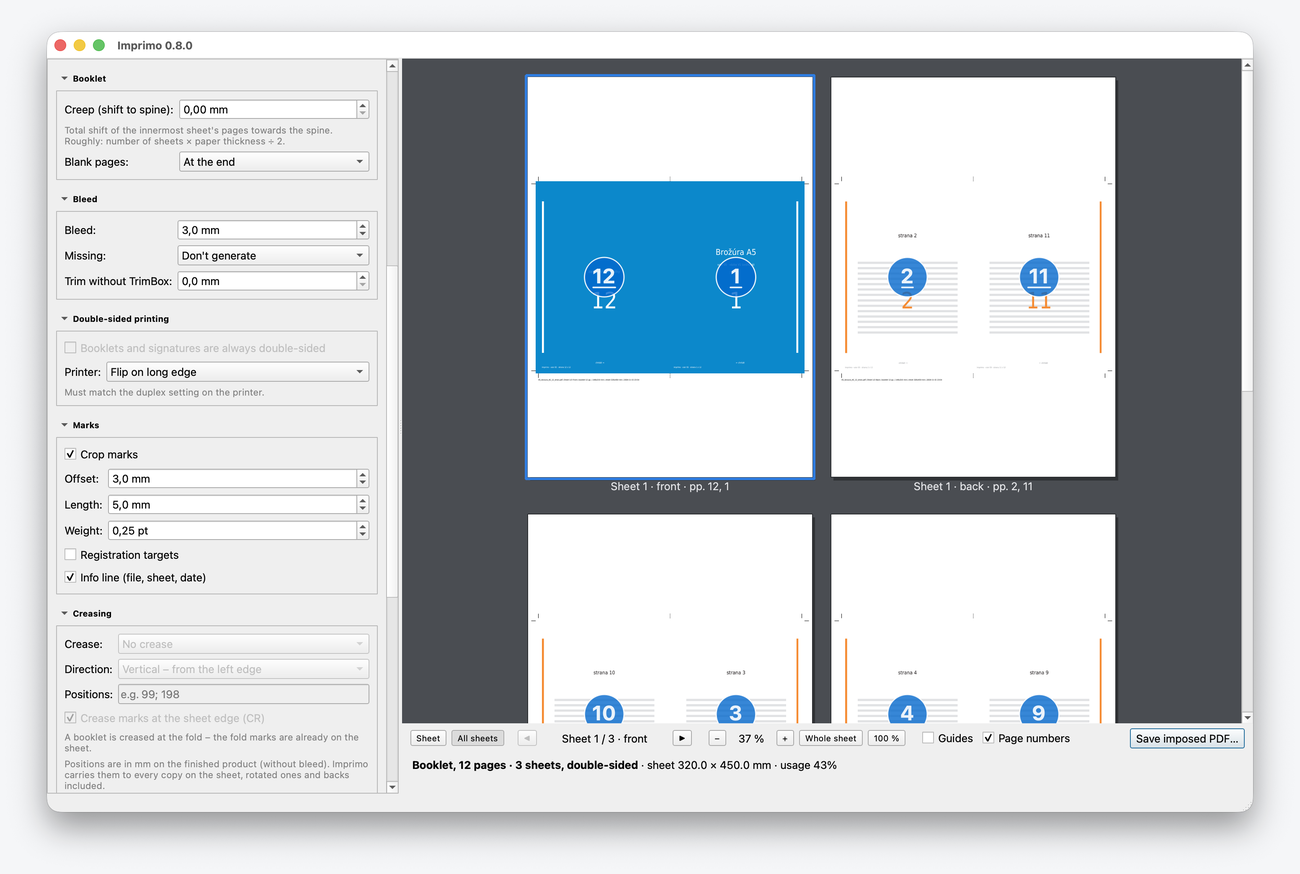 Imprimo 0.8.0
Booklet
Creep (shift to spine): 0,00 mm
Total shift of the innermost sheet's pages towards the spine.
Roughly: number of sheets × paper thickness ÷ 2.
Blank pages: At the end
Bleed
Bleed: 3,0 mm
Missing: Don't generate
Trim without TrimBox: 0,0 mm
Double-sided printing
Booklets and signatures are always double-sided
Printer: Flip on long edge
Must match the duplex setting on the printer.
Marks
Crop marks
Offset: 3,0 mm
Length: 5,0 mm
Weight: 0,25 pt
Registration targets
Info line (file, sheet, date)
Creasing
Crease: No crease
Direction: Vertical – from the left edge
Positions: e.g. 99; 198
Crease marks at the sheet edge (CR)
A booklet is creased at the fold – the fold marks are already on the
sheet.
Positions are in mm on the finished product (without bleed). Imprimo
carries them to every copy on the sheet, rotated ones and backs
included.
Brožúra A5
12
1
12
1
Sheet 1 · front · pp. 12, 1
strana 2
strana 11
2
11
2
11
Sheet 1 · back · pp. 2, 11
strana 10
strana 3
10
3
strana 4
strana 9
4
9
Sheet
All sheets
Sheet 1 / 3 · front
−
37 %
+
Whole sheet
100 %
Guides
Page numbers
Save imposed PDF...
Booklet, 12 pages · 3 sheets, double-sided · sheet 320.0 × 450.0 mm · usage 43%